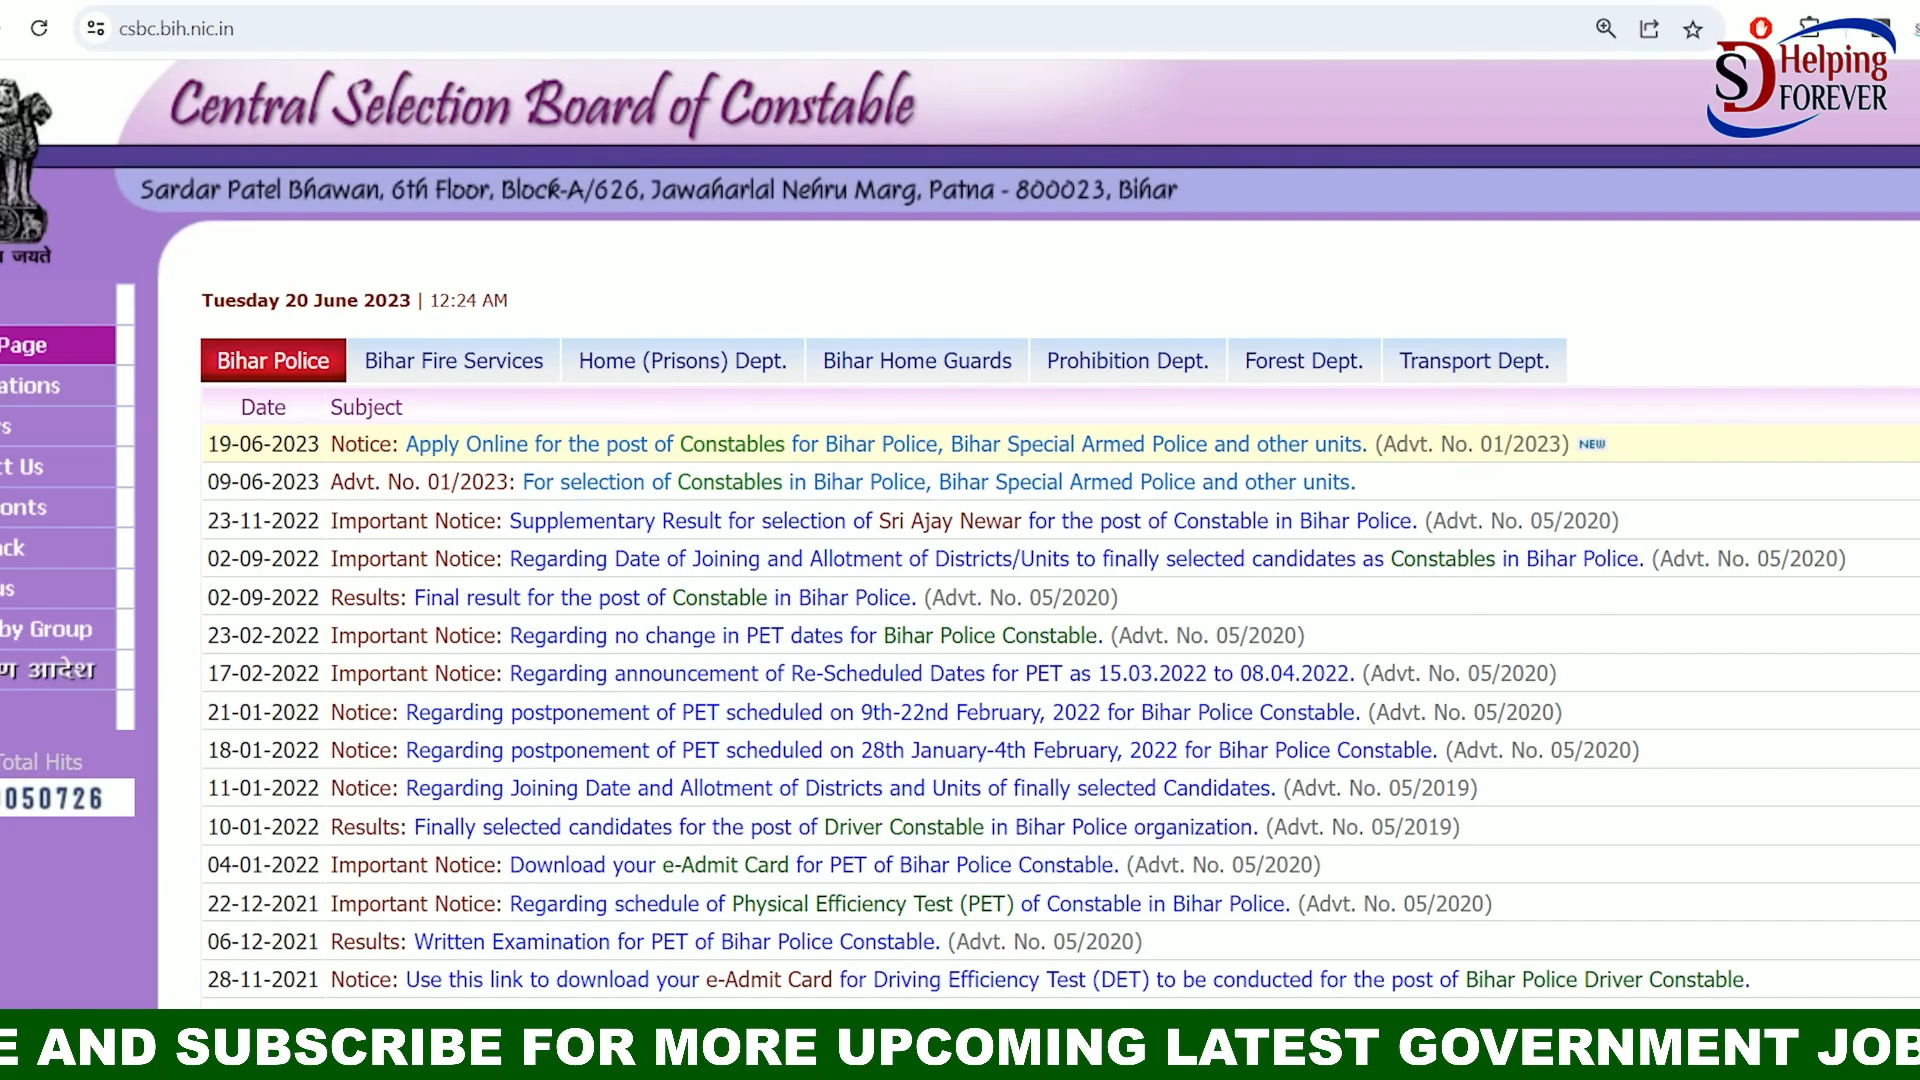 csbc.bih.nic.in
SD Helping
FOREVER
Central Selection Board of Constable
Sardar Patel Bhawan, 6th Floor, Block-A/626, Jawaharlal Nehru Marg, Patna - 800023, Bihar
जयते
Tuesday 20 June 2023 | 12:24 AM
Page
ations
s
ct Us
onts
ack
us
by Group
ण आदेश
Total Hits
050726
Bihar Police Bihar Fire Services Home (Prisons) Dept. Bihar Home Guards Prohibition Dept. Forest Dept. Transport Dept.
Date Subject
19-06-2023 Notice: Apply Online for the post of Constables for Bihar Police, Bihar Special Armed Police and other units. (Advt. No. 01/2023) NEW
09-06-2023 Advt. No. 01/2023: For selection of Constables in Bihar Police, Bihar Special Armed Police and other units.
23-11-2022 Important Notice: Supplementary Result for selection of Sri Ajay Newar for the post of Constable in Bihar Police. (Advt. No. 05/2020)
02-09-2022 Important Notice: Regarding Date of Joining and Allotment of Districts/Units to finally selected candidates as Constables in Bihar Police. (Advt. No. 05/2020)
02-09-2022 Results: Final result for the post of Constable in Bihar Police. (Advt. No. 05/2020)
23-02-2022 Important Notice: Regarding no change in PET dates for Bihar Police Constable. (Advt. No. 05/2020)
17-02-2022 Important Notice: Regarding announcement of Re-Scheduled Dates for PET as 15.03.2022 to 08.04.2022. (Advt. No. 05/2020)
21-01-2022 Notice: Regarding postponement of PET scheduled on 9th-22nd February, 2022 for Bihar Police Constable. (Advt. No. 05/2020)
18-01-2022 Notice: Regarding postponement of PET scheduled on 28th January-4th February, 2022 for Bihar Police Constable. (Advt. No. 05/2020)
11-01-2022 Notice: Regarding Joining Date and Allotment of Districts and Units of finally selected Candidates. (Advt. No. 05/2019)
10-01-2022 Results: Finally selected candidates for the post of Driver Constable in Bihar Police organization. (Advt. No. 05/2019)
04-01-2022 Important Notice: Download your e-Admit Card for PET of Bihar Police Constable. (Advt. No. 05/2020)
22-12-2021 Important Notice: Regarding schedule of Physical Efficiency Test (PET) of Constable in Bihar Police. (Advt. No. 05/2020)
06-12-2021 Results: Written Examination for PET of Bihar Police Constable. (Advt. No. 05/2020)
28-11-2021 Notice: Use this link to download your e-Admit Card for Driving Efficiency Test (DET) to be conducted for the post of Bihar Police Driver Constable.
E AND SUBSCRIBE FOR MORE UPCOMING LATEST GOVERNMENT JOB